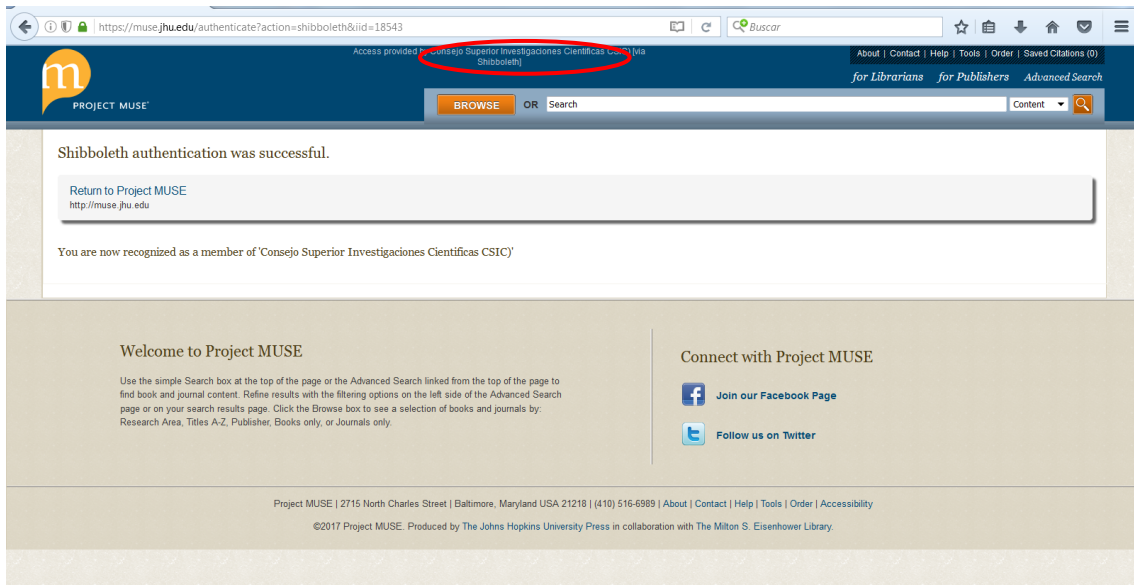 https://muse.jhu.edu/authenticate?action=shibboleth&iid=18543
Buscar
Access provided by Consejo Superior Investigaciones Cientificas CSIC) [via
Shibboleth]
About | Contact | Help | Tools | Order | Saved Citations (0)
for Librarians for Publishers Advanced Search
m
PROJECT MUSE
BROWSE OR Search Content
Shibboleth authentication was successful.
Return to Project MUSE
http://muse.jhu.edu
You are now recognized as a member of 'Consejo Superior Investigaciones Cientificas CSIC)'
Welcome to Project MUSE
Use the simple Search box at the top of the page or the Advanced Search linked from the top of the page to
find book and journal content. Refine results with the filtering options on the left side of the Advanced Search
page or on your search results page. Click the Browse box to see a selection of books and journals by:
Research Area, Titles A-Z, Publisher, Books only, or Journals only.
Connect with Project MUSE
Join our Facebook Page
Follow us on Twitter
Project MUSE | 2715 North Charles Street | Baltimore, Maryland USA 21218 | (410) 516-6989 | About | Contact | Help | Tools | Order | Accessibility
©2017 Project MUSE. Produced by The Johns Hopkins University Press in collaboration with The Milton S. Eisenhower Library.